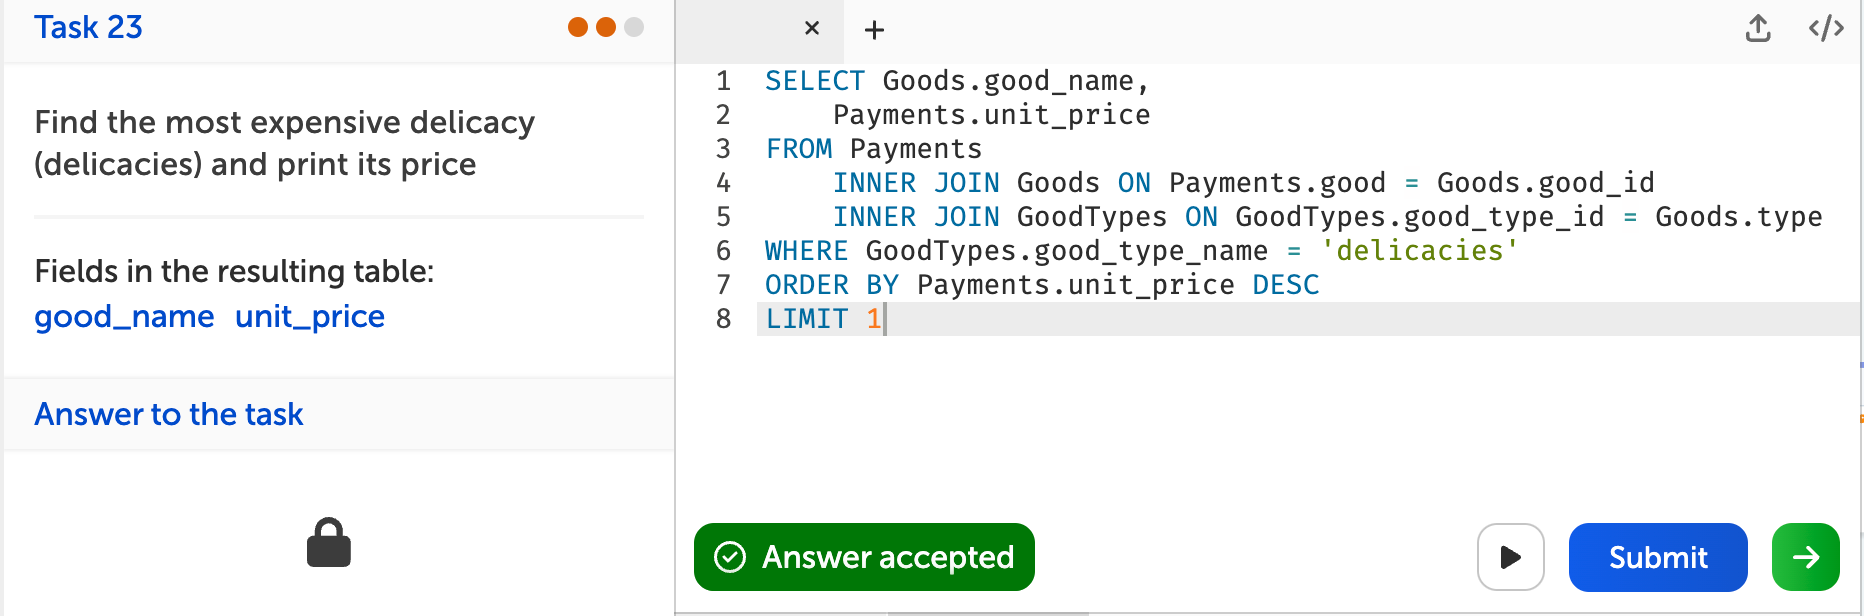 Task 23
Find the most expensive delicacy
(delicacies) and print its price
Fields in the resulting table:
good_name unit_price
Answer to the task
1 SELECT Goods.good_name,
2     Payments.unit_price
3 FROM Payments
4     INNER JOIN Goods ON Payments.good = Goods.good_id
5     INNER JOIN GoodTypes ON GoodTypes.good_type_id = Goods.type
6 WHERE GoodTypes.good_type_name = 'delicacies'
7 ORDER BY Payments.unit_price DESC
8 LIMIT 1
Answer accepted
Submit